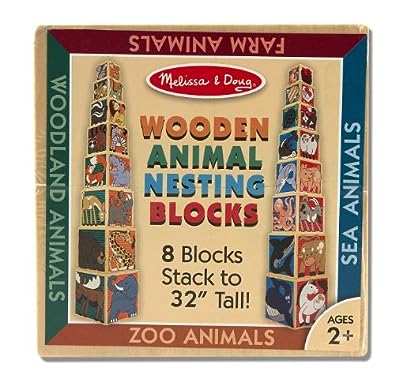 FARM ANIMALS
Melissa & Doug
WOODEN
ANIMAL
NESTING
BLOCKS
8 Blocks
Stack to
32" Tall!
WOODLAND ANIMALS
SEA ANIMALS
ZOO ANIMALS
AGES
2+